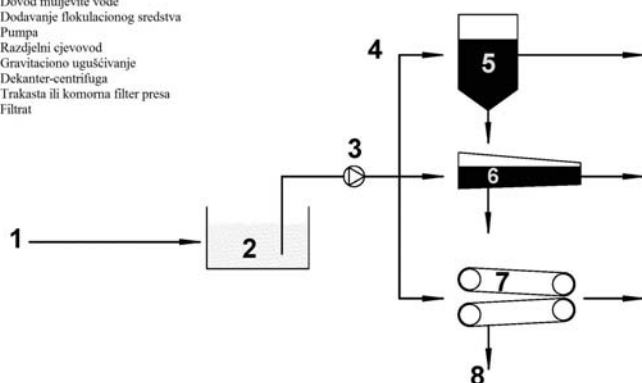 Dovod muljevite vode
Dodavanje flokulacionog sredstva
Pumpa
Razdjelni cjevovod
Gravitaciono ugušćivanje
Dekanter-centrifuga
Trakasta ili komorna filter presa
Filtrat
4
5
3
6
1
2
7
8